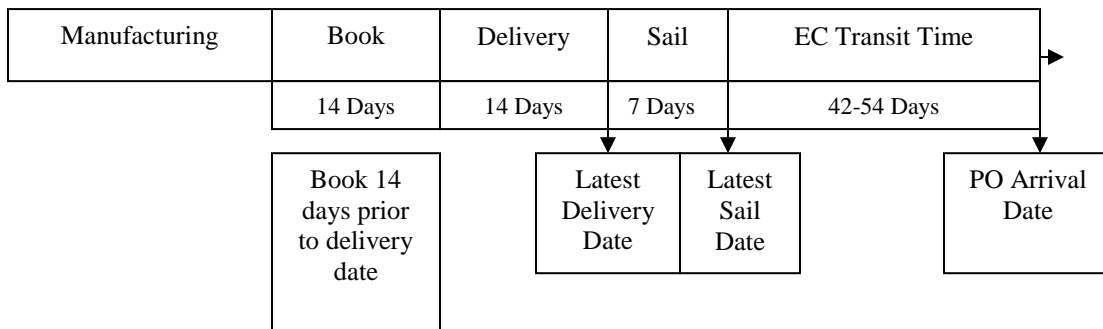 Manufacturing
Book
Delivery
Sail
EC Transit Time
14 Days
14 Days
7 Days
42-54 Days
Book 14
days prior
to delivery
date
Latest
Delivery
Date
Latest
Sail
Date
PO Arrival
Date